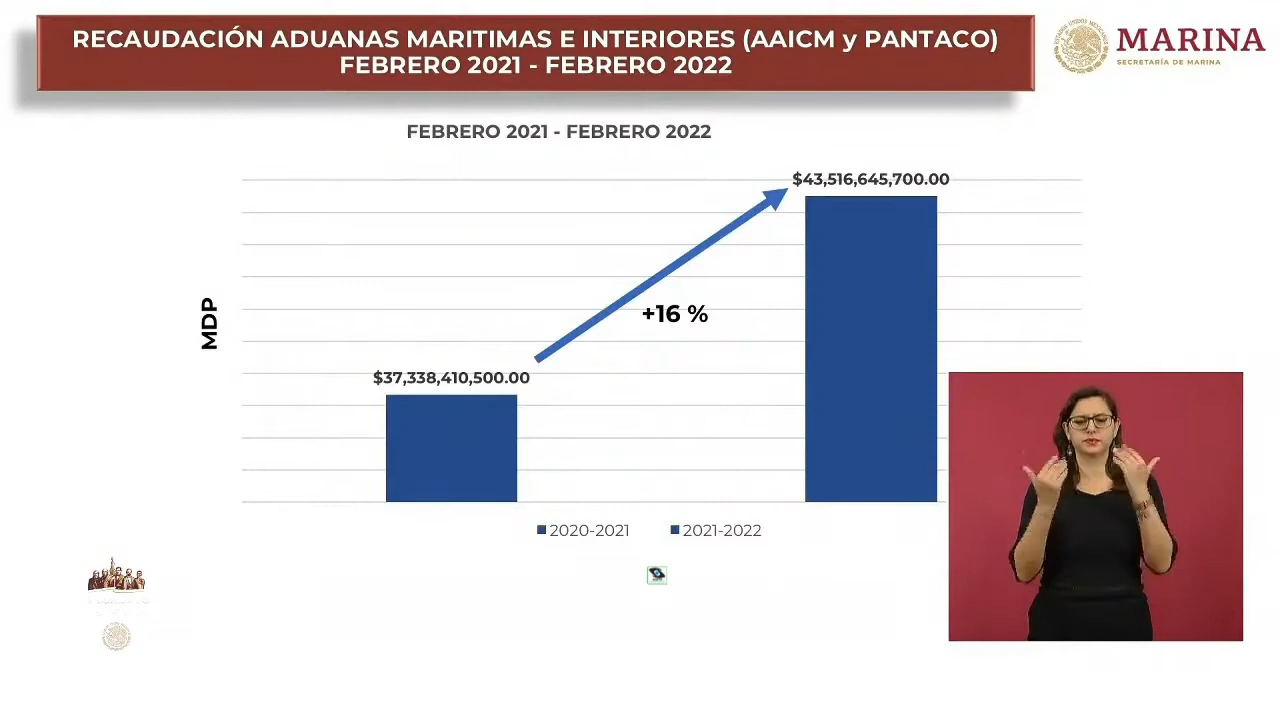 RECAUDACIÓN ADUANAS MARITIMAS E INTERIORES (AAICM y PANTACO)
FEBRERO 2021 - FEBRERO 2022
MARINA
SECRETARÍA DE MARINA
FEBRERO 2021 - FEBRERO 2022
$43,516,645,700.00
+16 %
MDP
$37,338,410,500.00
2020-2021
2021-2022